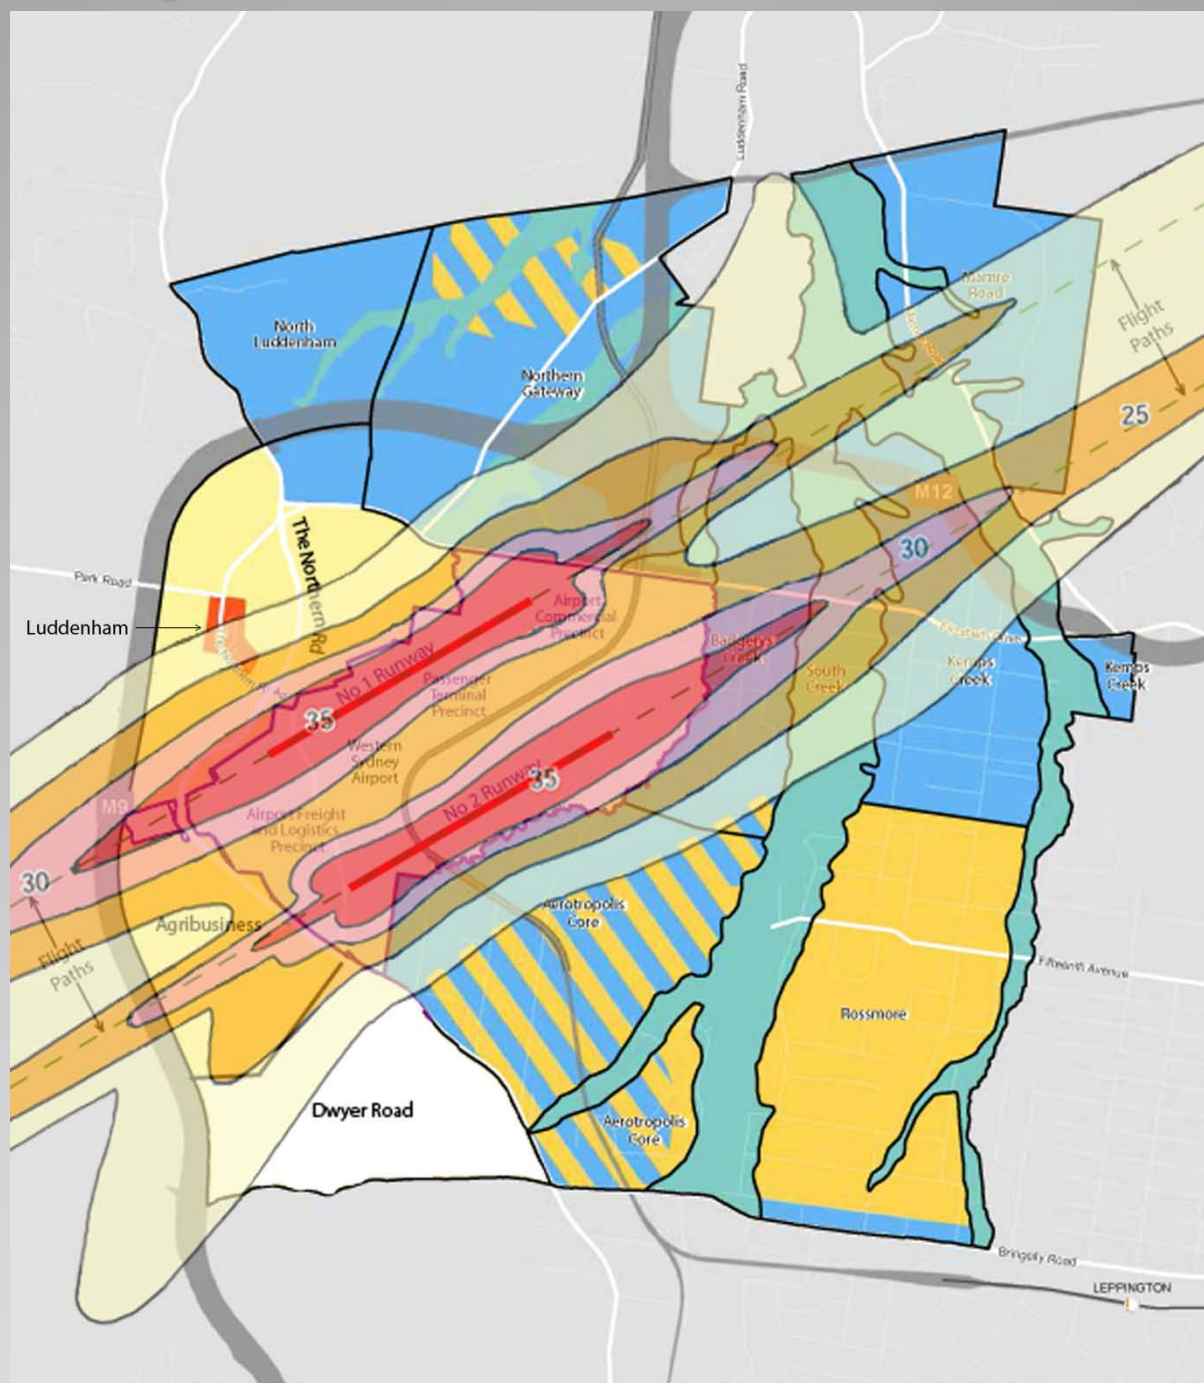 Luddenham Road
Mamre
Road
Flight
Paths
North
Luddenham
Northern
Gateway
25
M12
30
The Northern Rd
Park Road
Luddenham
Airport
Commercial
Precinct
No 1 Runway
Badgerys
Creek
South
Creek
Kemps
Creek
Kemps
Creek
Passenger
Terminal
Precinct
35
Western
Sydney
Airport
No 2 Runway
35
M9
Airport Freight
and Logistics
Precinct
30
Agribusiness
Flight
Paths
Aerotropolis
Core
Fifteenth Avenue
Rossmore
Dwyer Road
Aerotropolis
Core
Bringelly Road
LEPPINGTON